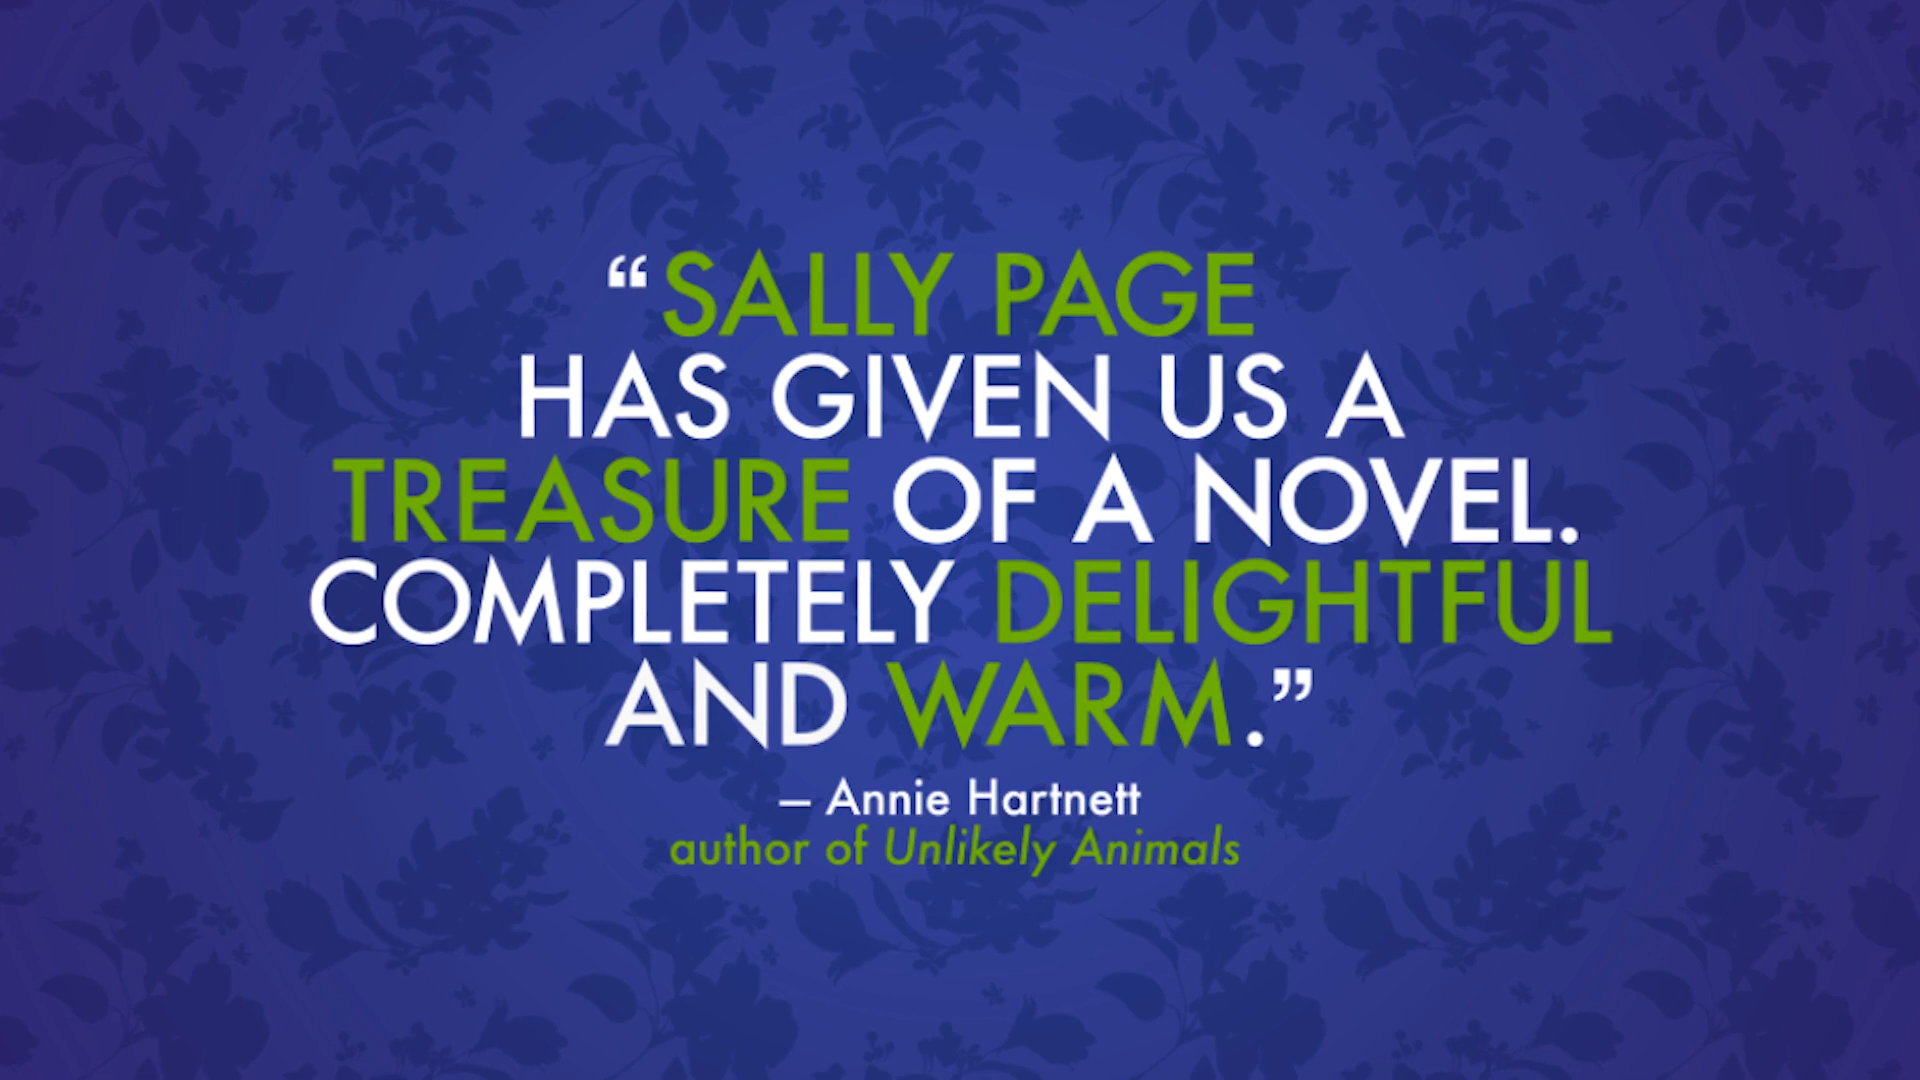 “SALLY PAGE
HAS GIVEN US A
TREASURE OF A NOVEL.
COMPLETELY DELIGHTFUL
AND WARM.”
– Annie Hartnett
author of Unlikely Animals